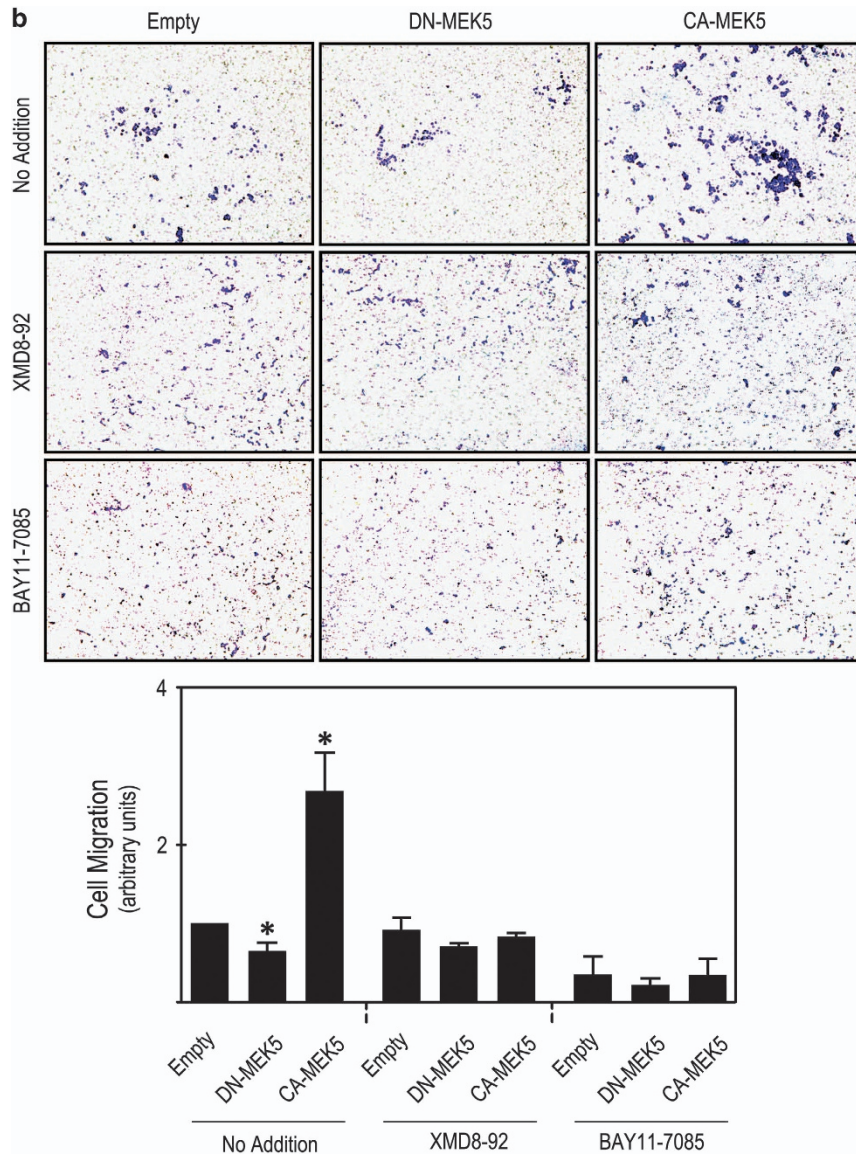 b
Empty DN-MEK5 CA-MEK5
No Addition
XMD8-92
BAY11-7085
4
2
Cell Migration
(arbitrary units)
* *
Empty DN-MEK5 CA-MEK5 Empty DN-MEK5 CA-MEK5 Empty DN-MEK5 CA-MEK5
No Addition XMD8-92 BAY11-7085